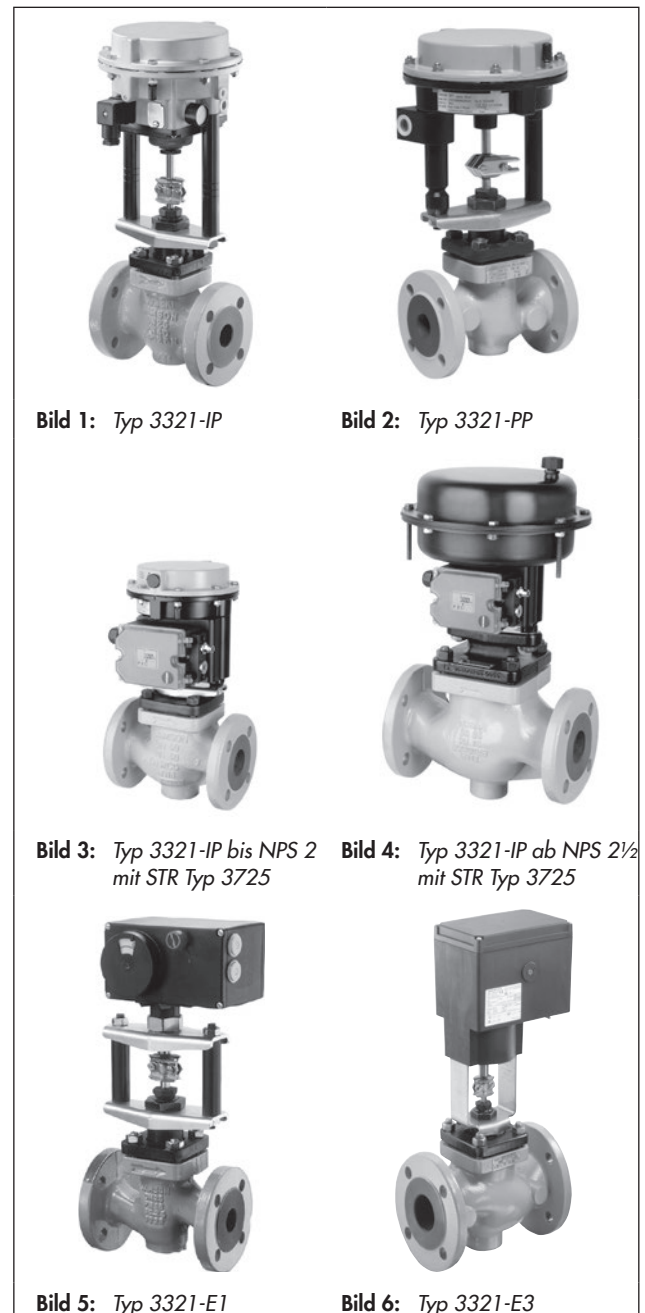 Bild 1: Typ 3321-IP
Bild 2: Typ 3321-PP
Bild 3: Typ 3321-IP bis NPS 2
mit STR Typ 3725
Bild 4: Typ 3321-IP ab NPS 2½
mit STR Typ 3725
Bild 5: Typ 3321-E1
Bild 6: Typ 3321-E3